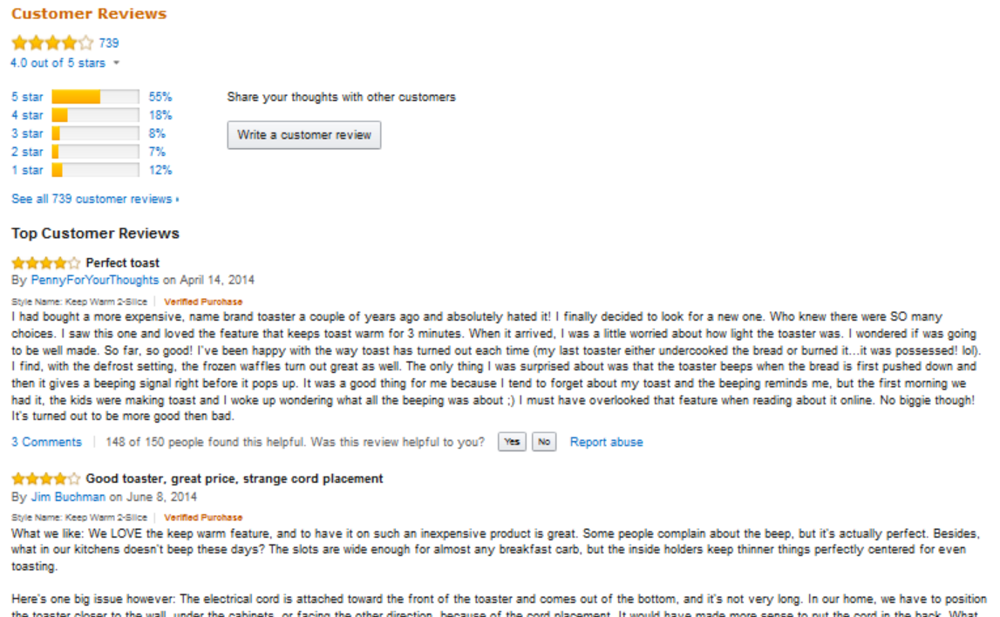 Customer Reviews
739
4.0 out of 5 stars
5 star 55%
4 star 18%
3 star 8%
2 star 7%
1 star 12%
Share your thoughts with other customers
Write a customer review
See all 739 customer reviews
Top Customer Reviews
Perfect toast
By PennyForYourThoughts on April 14, 2014
Style Name: Keep Warm 2-Slice | Verified Purchase
I had bought a more expensive, name brand toaster a couple of years ago and absolutely hated it! I finally decided to look for a new one. Who knew there were SO many
choices. I saw this one and loved the feature that keeps toast warm for 3 minutes. When it arrived, I was a little worried about how light the toaster was. I wondered if was going
to be well made. So far, so good! I've been happy with the way toast has turned out each time (my last toaster either undercooked the bread or burned it...it was possessed! lol).
I find, with the defrost setting, the frozen waffles turn out great as well. The only thing I was surprised about was that the toaster beeps when the bread is first pushed down and
then it gives a beeping signal right before it pops up. It was a good thing for me because I tend to forget about my toast and the beeping reminds me, but the first morning we
had it, the kids were making toast and I woke up wondering what all the beeping was about ;) I must have overlooked that feature when reading about it online. No biggie though!
It's turned out to be more good then bad.
3 Comments | 148 of 150 people found this helpful. Was this review helpful to you? Yes No Report abuse
Good toaster, great price, strange cord placement
By Jim Buchman on June 8, 2014
Style Name: Keep Warm 2-Slice | Verified Purchase
What we like: We LOVE the keep warm feature, and to have it on such an inexpensive product is great. Some people complain about the beep, but it's actually perfect. Besides,
what in our kitchens doesn't beep these days? The slots are wide enough for almost any breakfast carb, but the inside holders keep thinner things perfectly centered for even
toasting.
Here's one big issue however: The electrical cord is attached toward the front of the toaster and comes out of the bottom, and it's not very long. In our home, we have to position
the toaster closer to the wall, under the cabinets, or facing the other direction, because of the cord placement. It would have made more sense to put the cord in the back. What